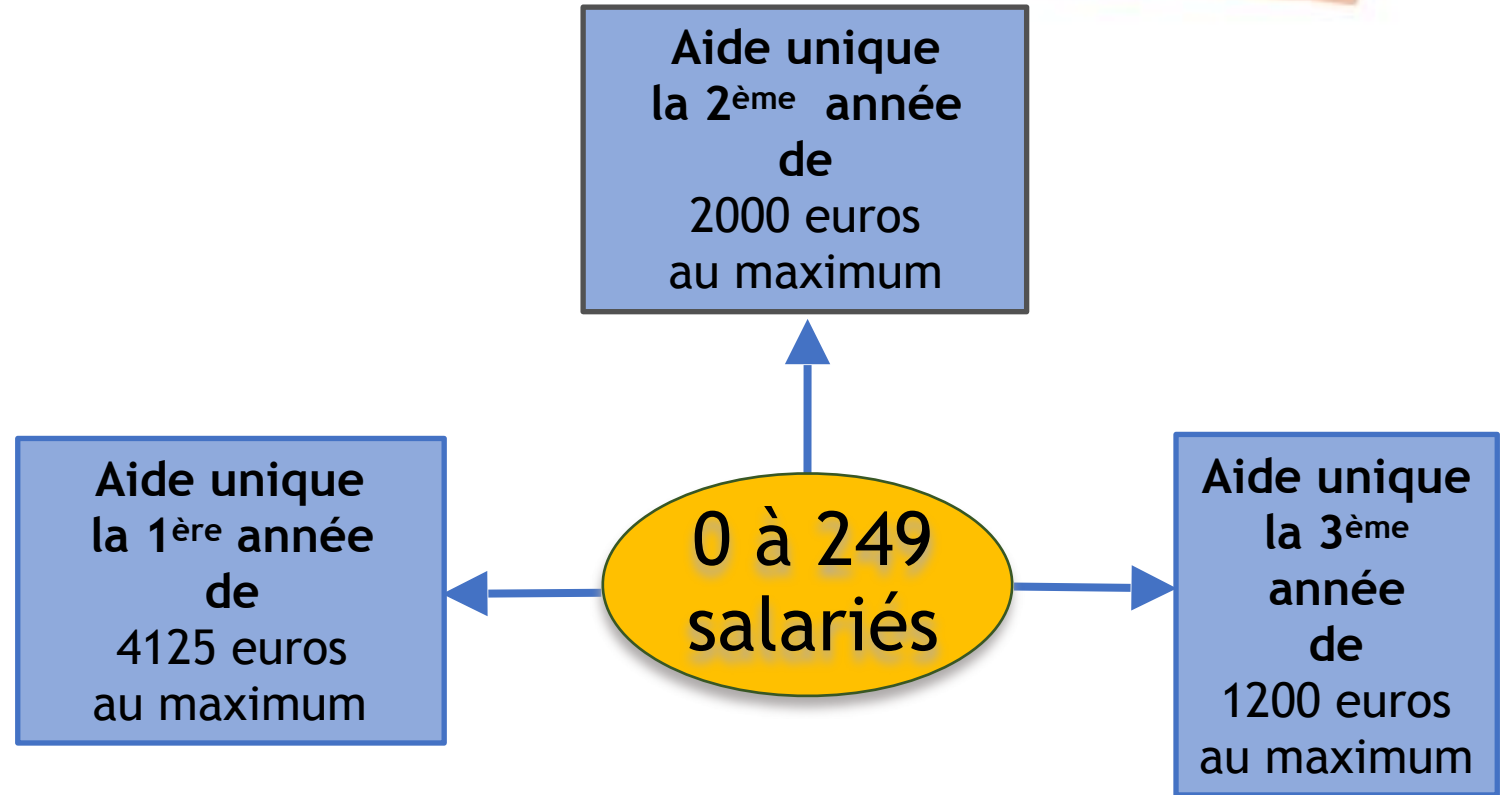 Aide unique
la 2ème année
de
2000 euros
au maximum
Aide unique
la 1ère année
de
4125 euros
au maximum
0 à 249
salariés
Aide unique
la 3ème
année
de
1200 euros
au maximum